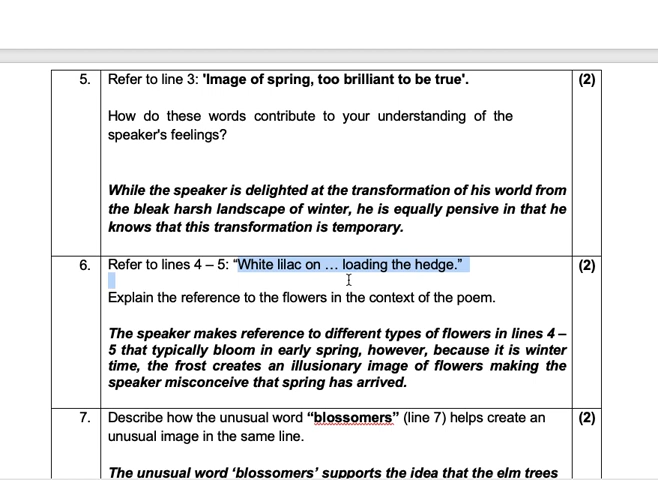 5. Refer to line 3: 'Image of spring, too brilliant to be true'. (2)
How do these words contribute to your understanding of the
speaker's feelings?
While the speaker is delighted at the transformation of his world from
the bleak harsh landscape of winter, he is equally pensive in that he
knows that this transformation is temporary.
6. Refer to lines 4 – 5: “White lilac on … loading the hedge.” (2)
Explain the reference to the flowers in the context of the poem.
The speaker makes reference to different types of flowers in lines 4 –
5 that typically bloom in early spring, however, because it is winter
time, the frost creates an illusionary image of flowers making the
speaker misconceive that spring has arrived.
7. Describe how the unusual word “blossomers” (line 7) helps create an (2)
unusual image in the same line.
The unusual word ‘blossomers’ supports the idea that the elm trees